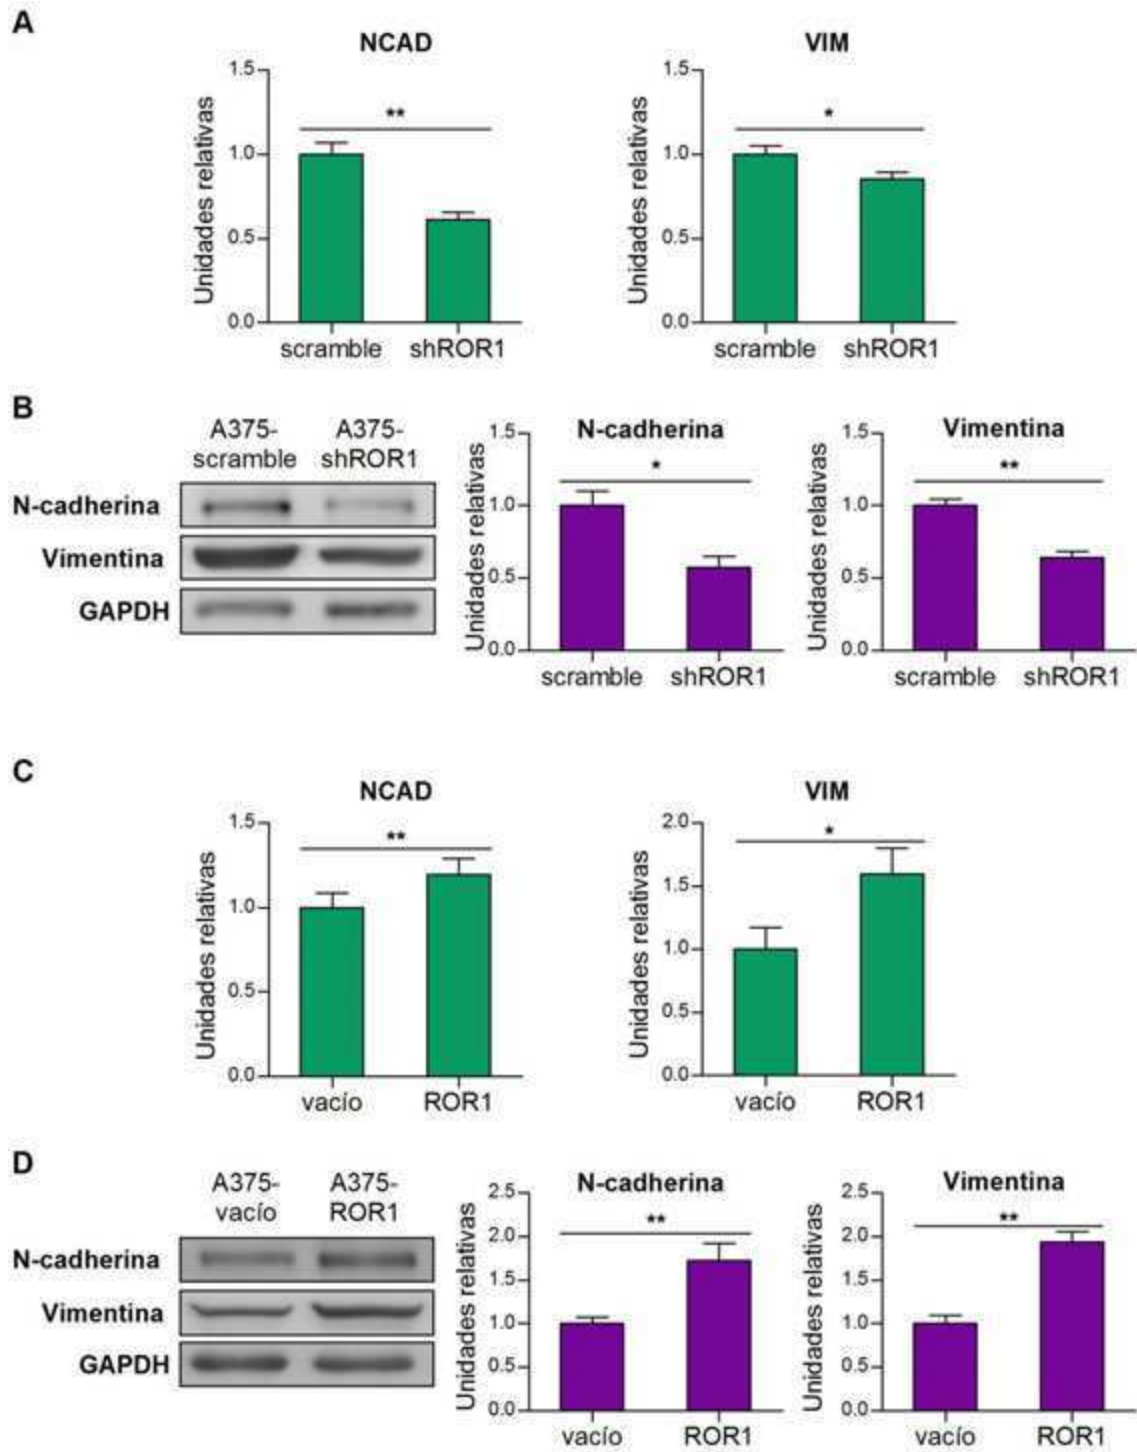 A
NCAD
VIM
Unidades relativas
1.5
1.0
0.5
0.0
**
scramble shROR1
Unidades relativas
1.5
1.0
0.5
0.0
*
scramble shROR1
B
A375-
scramble
A375-
shROR1
N-cadherina
Vimentina
GAPDH
N-cadherina
Unidades relativas
1.5
1.0
0.5
0.0
*
scramble shROR1
Vimentina
Unidades relativas
1.5
1.0
0.5
0.0
**
scramble shROR1
C
NCAD
Unidades relativas
1.5
1.0
0.5
0.0
**
vacío ROR1
VIM
Unidades relativas
2.0
1.5
1.0
0.5
0.0
*
vacío ROR1
D
A375-
vacío
A375-
ROR1
N-cadherina
Vimentina
GAPDH
N-cadherina
Unidades relativas
2.5
2.0
1.5
1.0
0.5
0.0
**
vacío ROR1
Vimentina
Unidades relativas
2.5
2.0
1.5
1.0
0.5
0.0
**
vacío ROR1